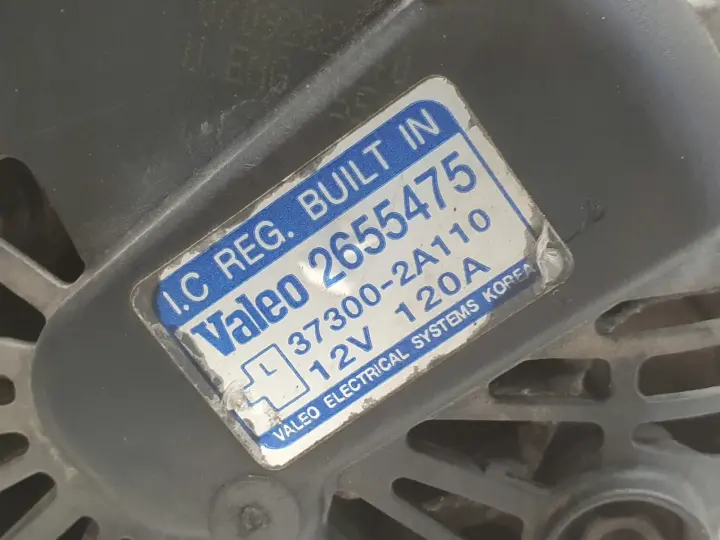 I.C REG. BUILT IN
Valeo 2655475
37300-2A110
L 12V 120A
VALEO ELECTRICAL SYSTEMS KOREA